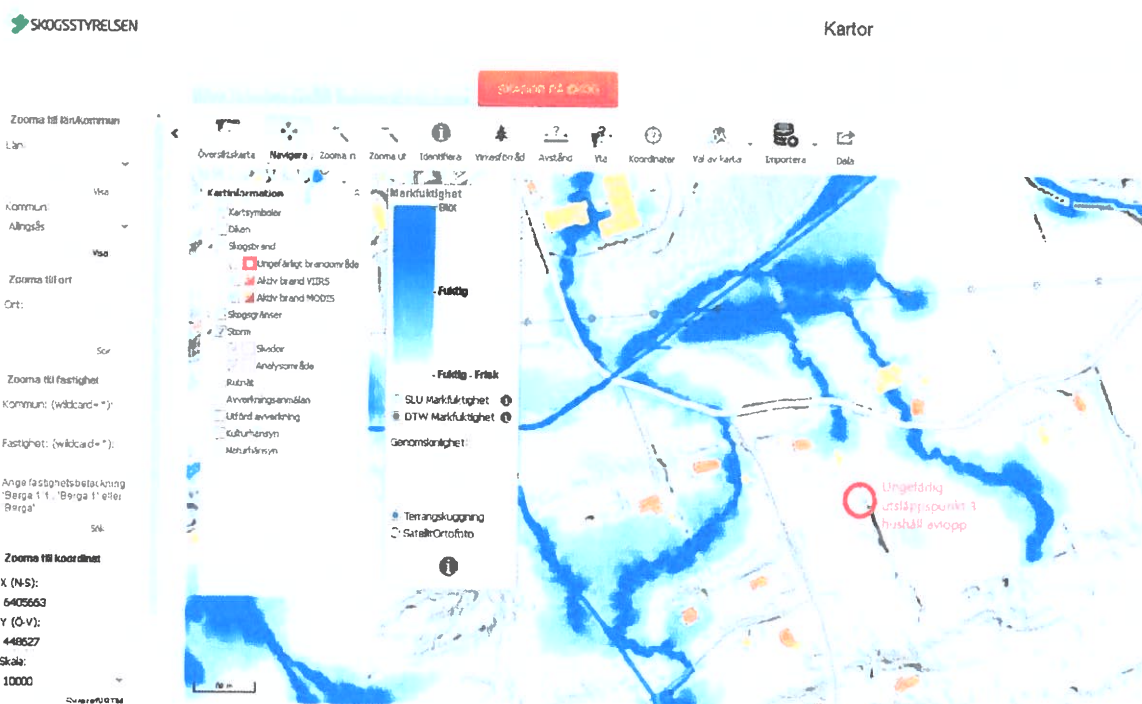 SKOGSSTYRELSEN
Kartor
SKADOR PÅ SKOG
Zooma till län/kommun
Län:
Visa
Kommun:
Alingsås
Visa
Zooma till ort
Ort:
Sök
Zooma till fastighet
Kommun: (wildcard= *):
Fastighet: (wildcard= *):
Ange fastighetsbeteckning
'Berga 1:1', 'Berga 1' eller
'Berga'
Sök
Zooma till koordinat
X (N-S):
6405663
Y (Ö-V):
448627
Skala:
10000
Översiktskarta
Navigera
Zooma in
Zooma ut
Identifiera
Virkesförråd
Avstånd
Yta
Koordinater
Val av karta
Importera
Dela
Kartinformation
Kartsymboler
Diken
Skogsbrand
Ungefärligt brandområde
Aktiv brand VIIRS
Aktiv brand MODIS
Skogsgränser
Storm
Skador
Analysområde
Rutnät
Avverkningsanmälan
Utförd avverkning
Kulturhänsyn
Naturhänsyn
Markfuktighet
Blöt
- Fuktig
- Fuktig - Frisk
SLU Markfuktighet
DTW Markfuktighet
Genomskinlighet:
Terrängskuggning
SatellitOrtofoto
Ungefärlig
utsläppspunkt 3
hushåll avlopp